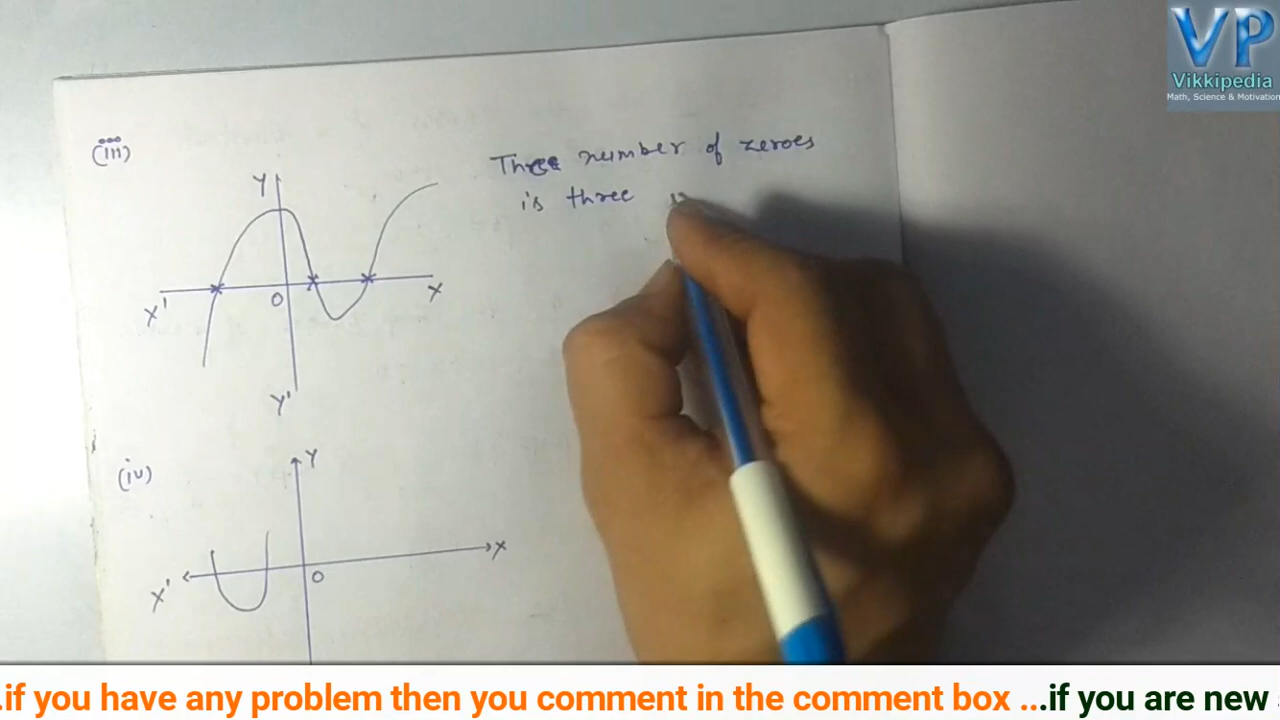 VP
Vikkipedia
Math, Science & Motivation
(iii)
Three number of zeroes
is three
Y
X'
O
X
Y'
(iv)
Y
X'
O
X
.if you have any problem then you comment in the comment box ...if you are new